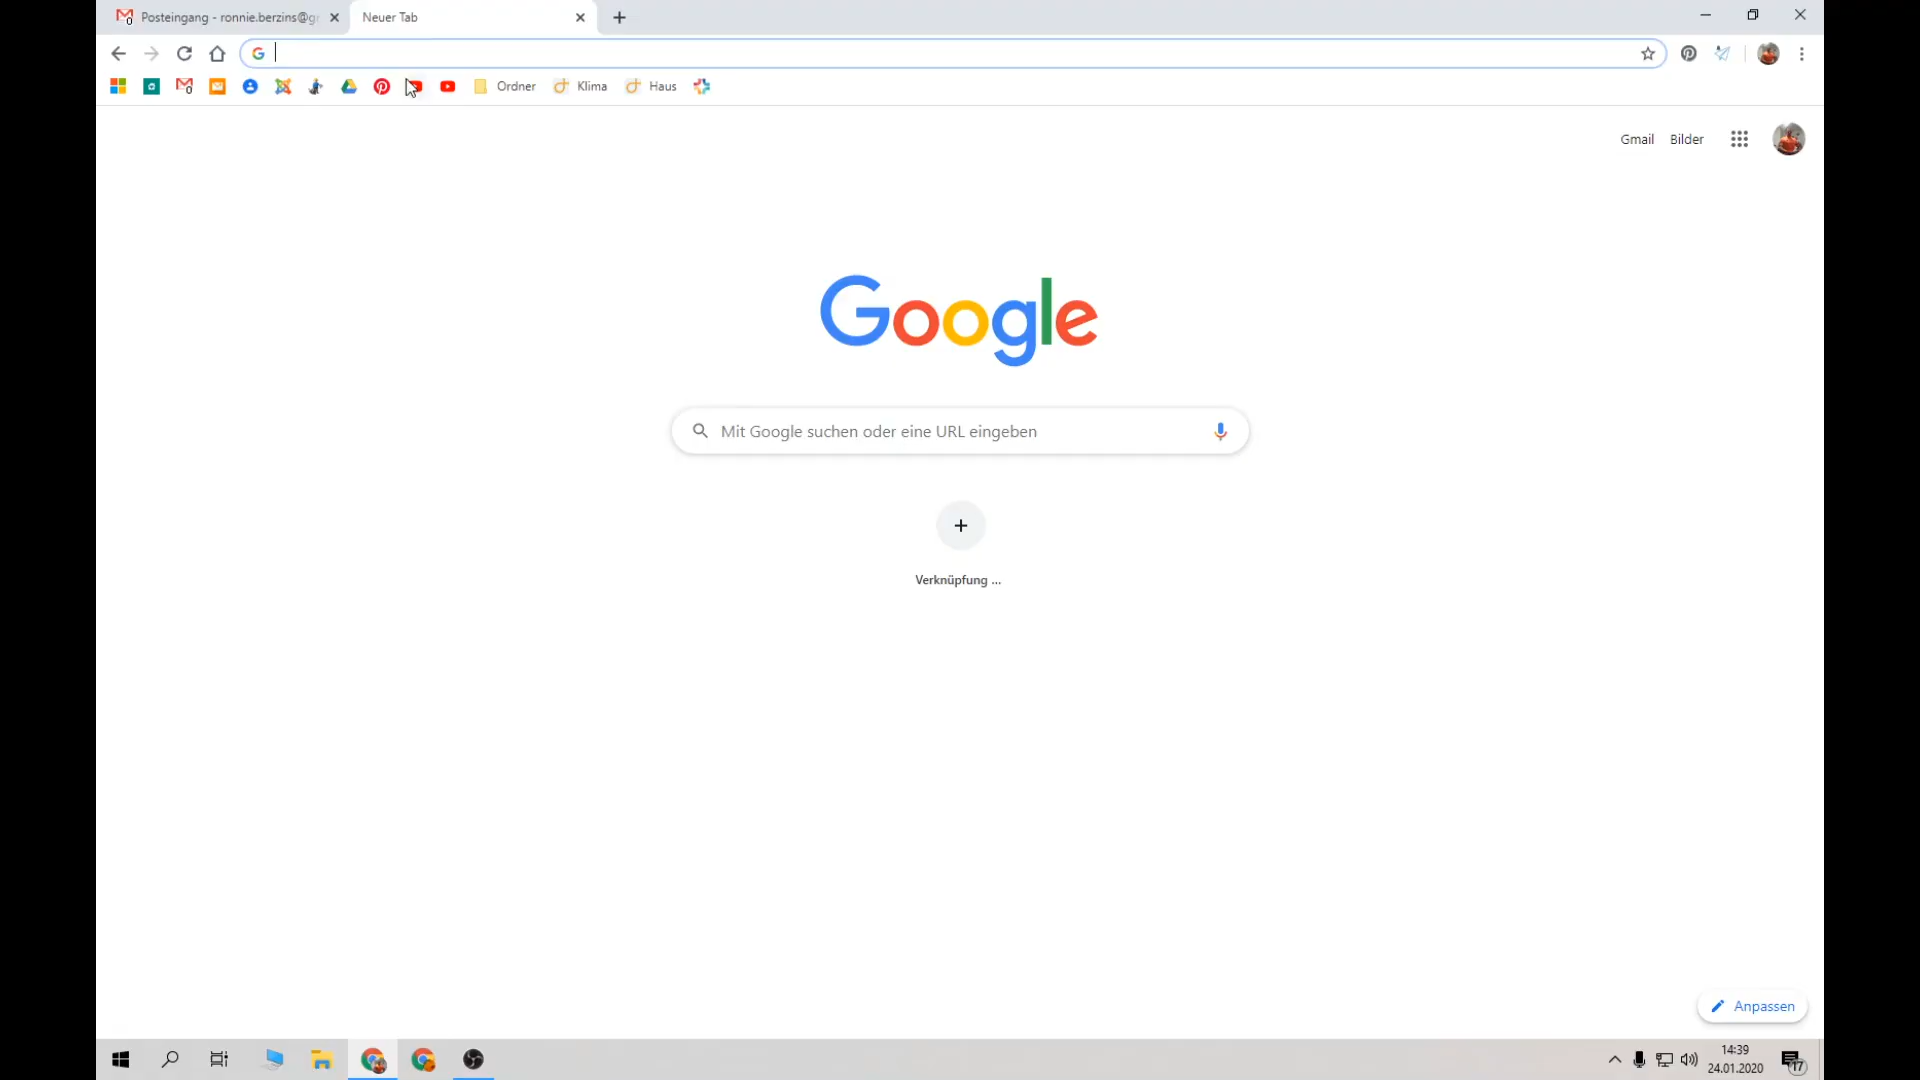 Posteingang - ronnie.berzins@g
Neuer Tab
Ordner
Klima
Haus
Gmail
Bilder
Google
Mit Google suchen oder eine URL eingeben
Verknüpfung ...
Anpassen
14:39
24.01.2020
17